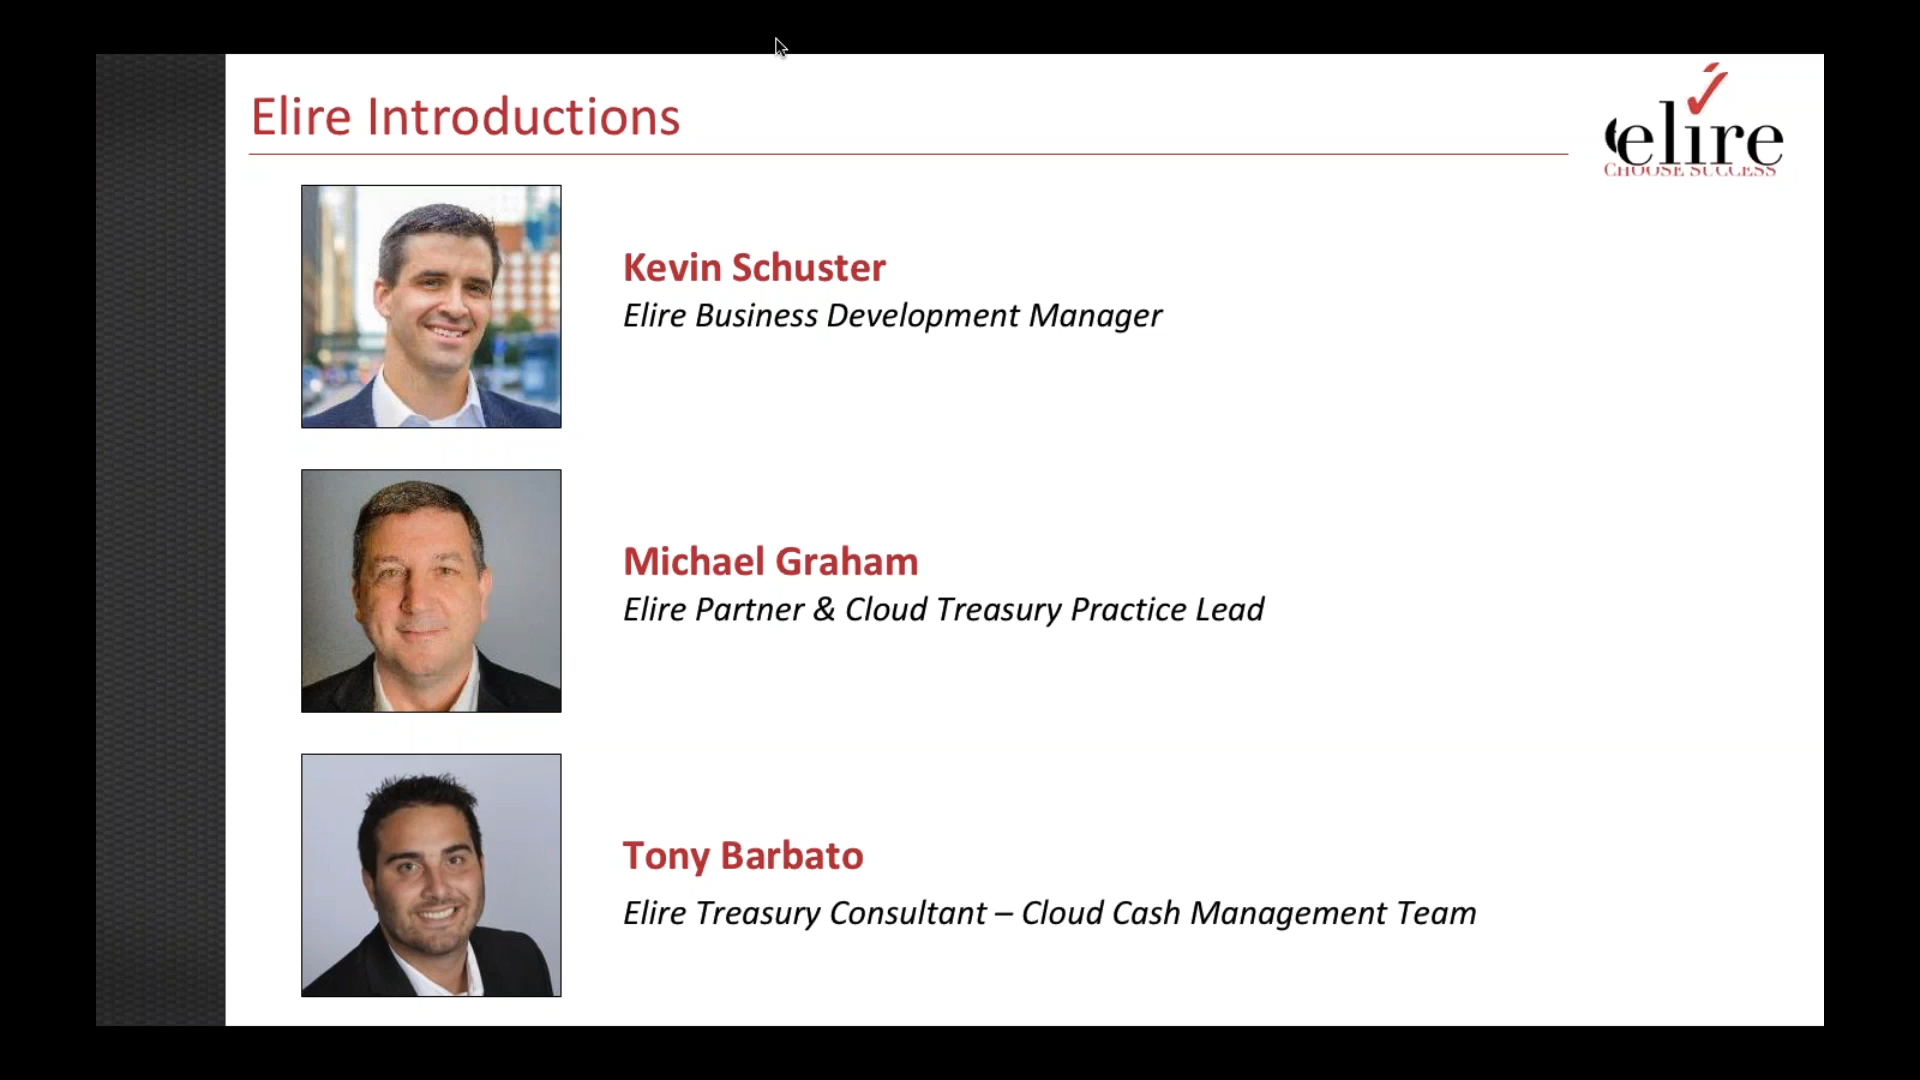 Elire Introductions
elire
CHOOSE SUCCESS
Kevin Schuster
Elire Business Development Manager
Michael Graham
Elire Partner & Cloud Treasury Practice Lead
Tony Barbato
Elire Treasury Consultant – Cloud Cash Management Team